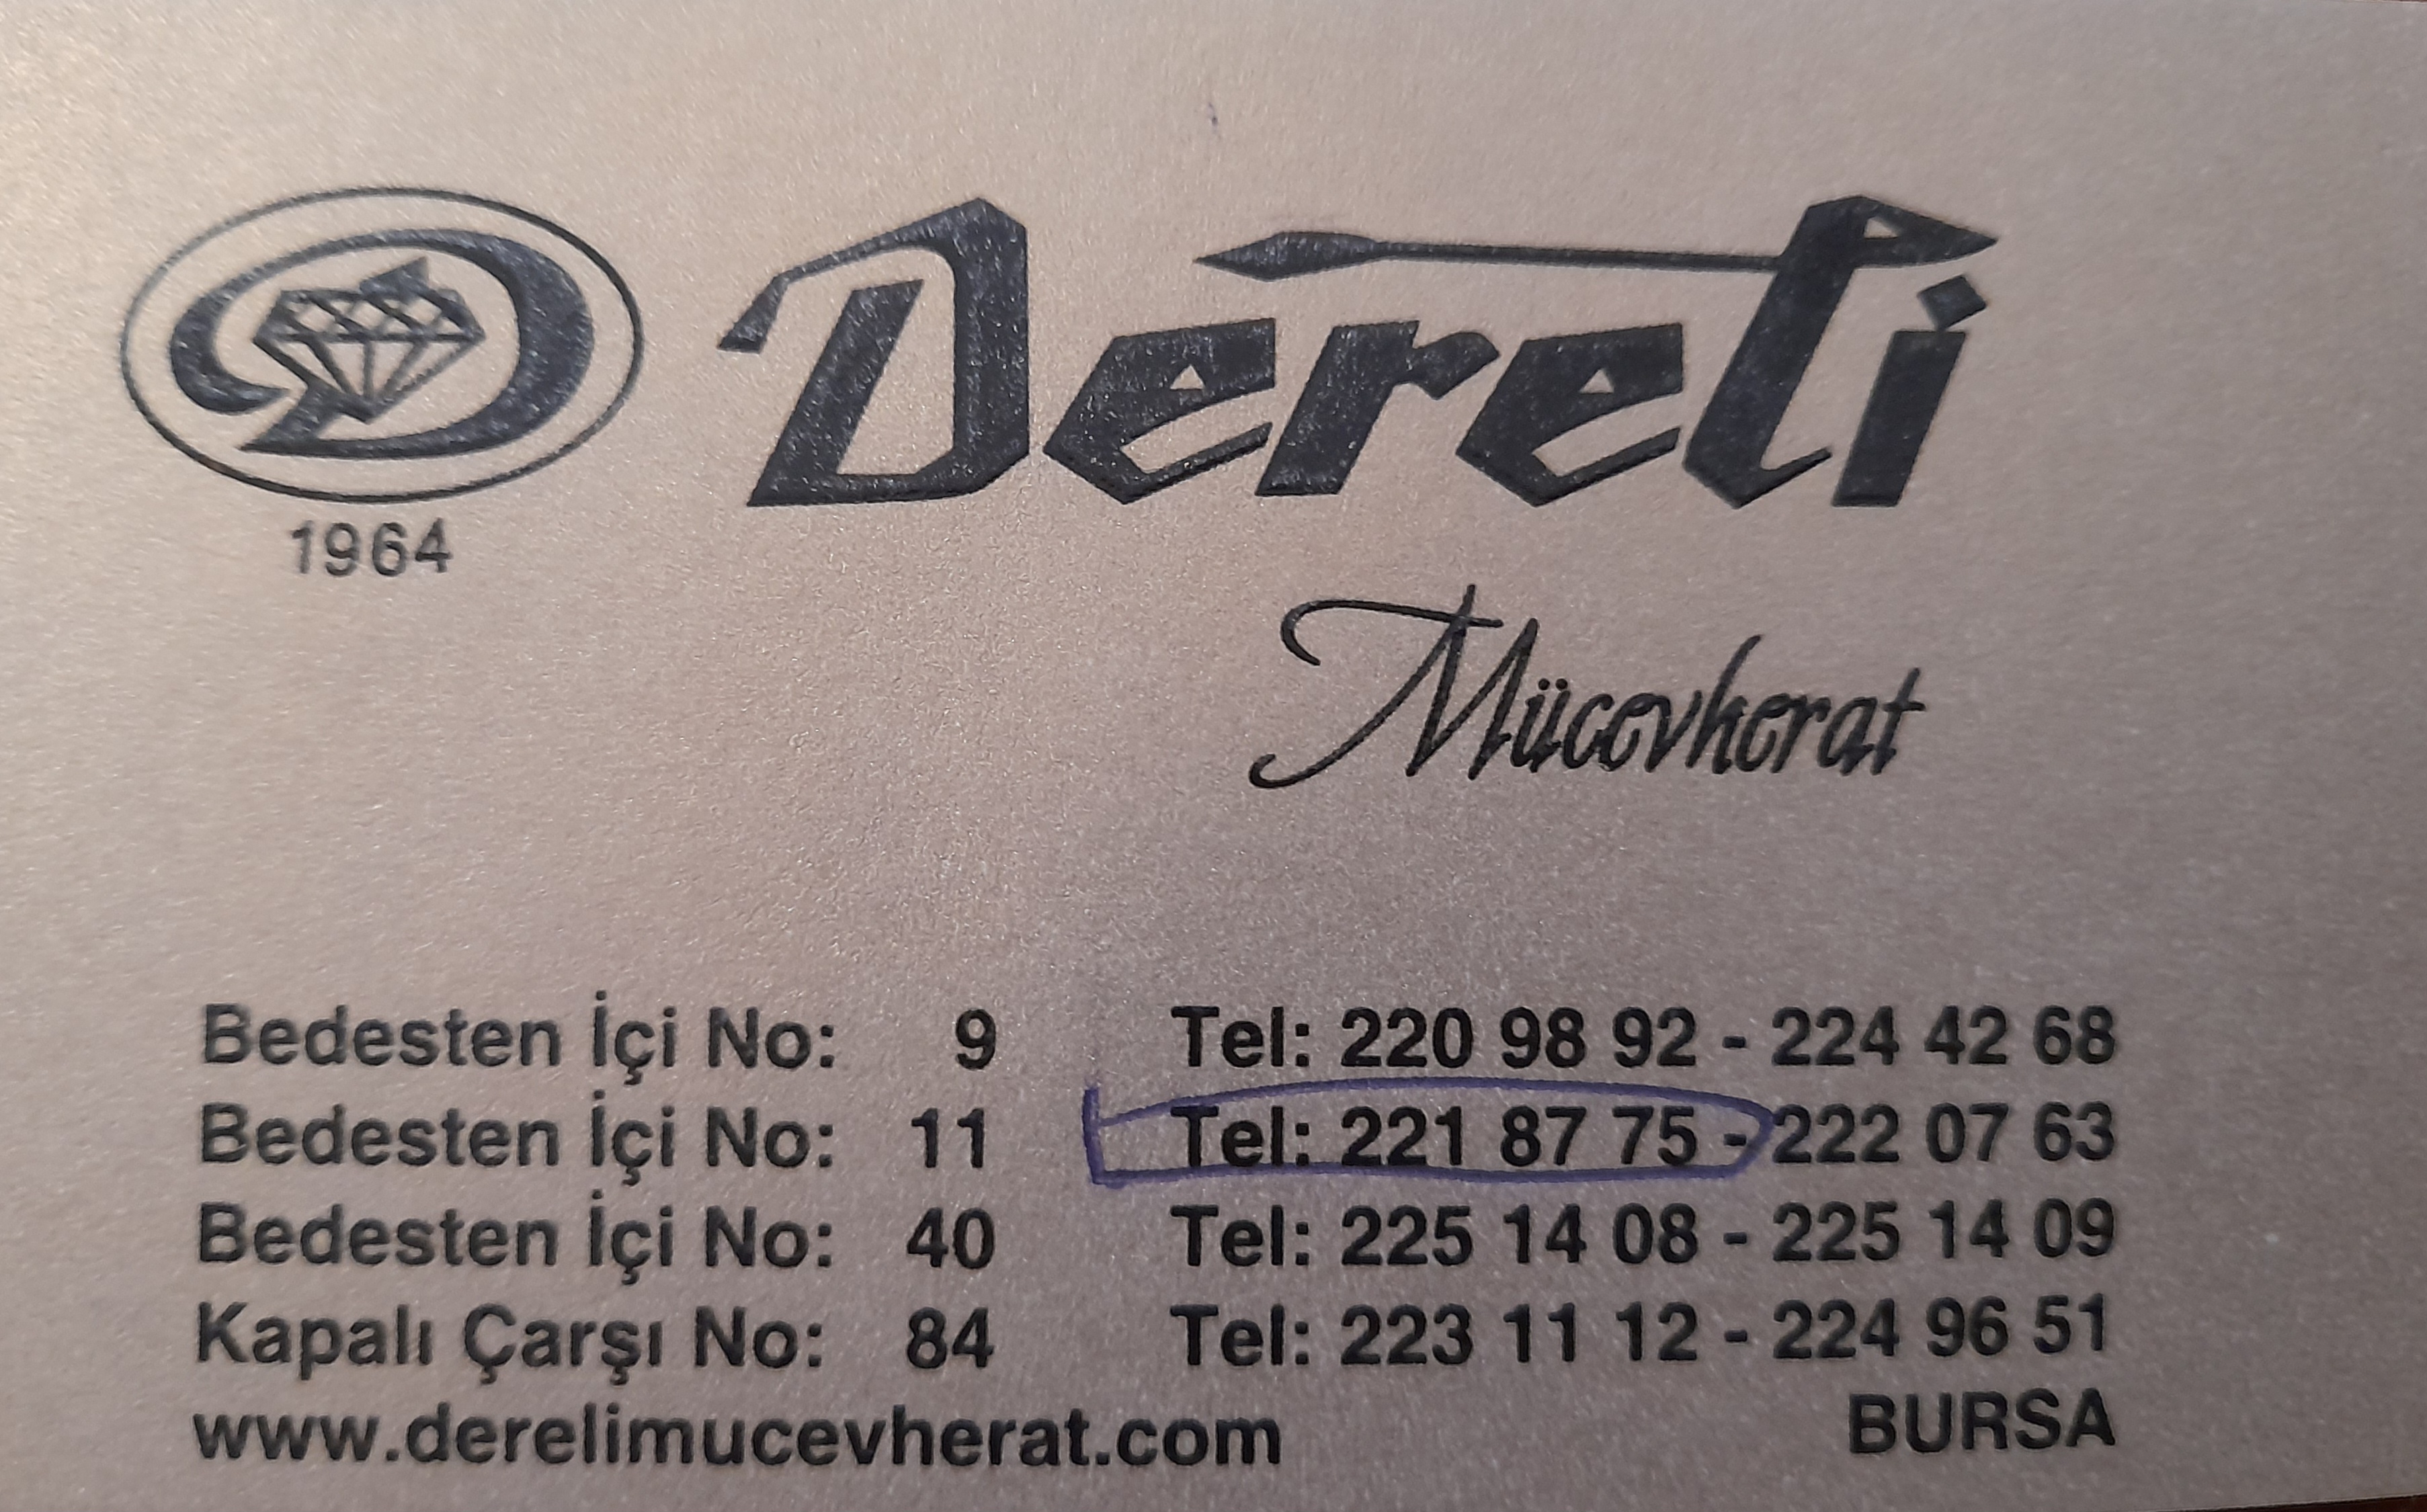 Dereli
1964
Mücevherat
Bedesten İçi No: 9 Tel: 220 98 92 - 224 42 68
Bedesten İçi No: 11 Tel: 221 87 75 - 222 07 63
Bedesten İçi No: 40 Tel: 225 14 08 - 225 14 09
Kapalı Çarşı No: 84 Tel: 223 11 12 - 224 96 51
www.derelimucevherat.com BURSA